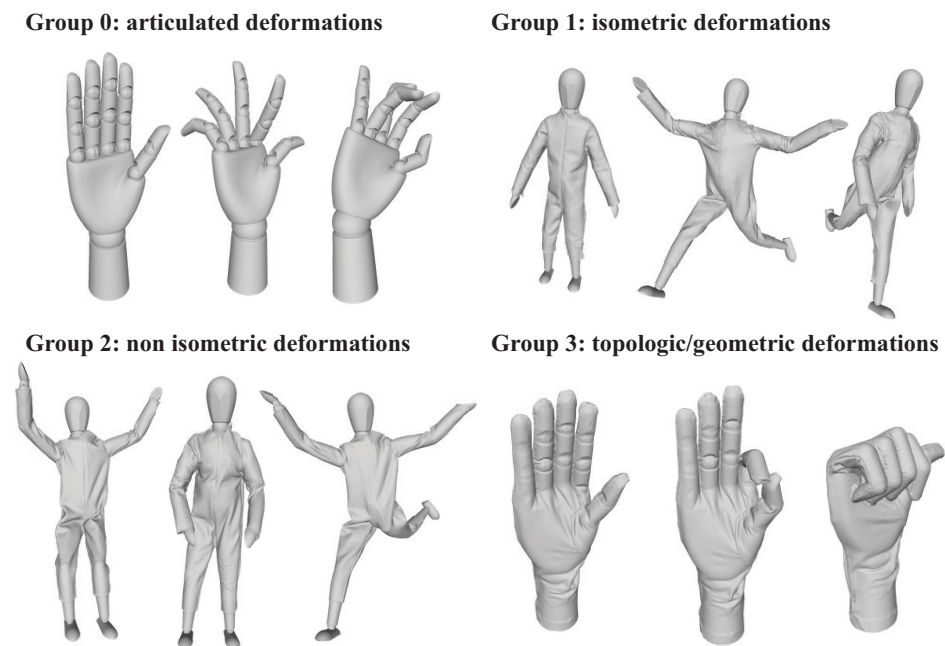 Group 0: articulated deformations
Group 1: isometric deformations
Group 2: non isometric deformations
Group 3: topologic/geometric deformations